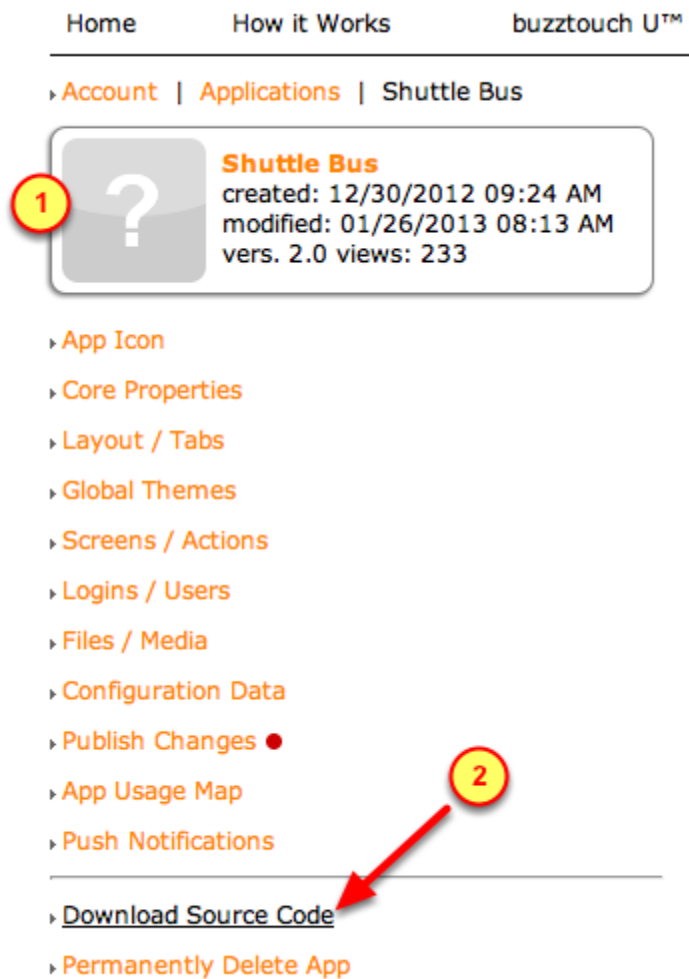 Home How it Works buzztouch U™
Account | Applications | Shuttle Bus
?
1
Shuttle Bus
created: 12/30/2012 09:24 AM
modified: 01/26/2013 08:13 AM
vers. 2.0 views: 233
App Icon
Core Properties
Layout / Tabs
Global Themes
Screens / Actions
Logins / Users
Files / Media
Configuration Data
Publish Changes
2
App Usage Map
Push Notifications
Download Source Code
Permanently Delete App